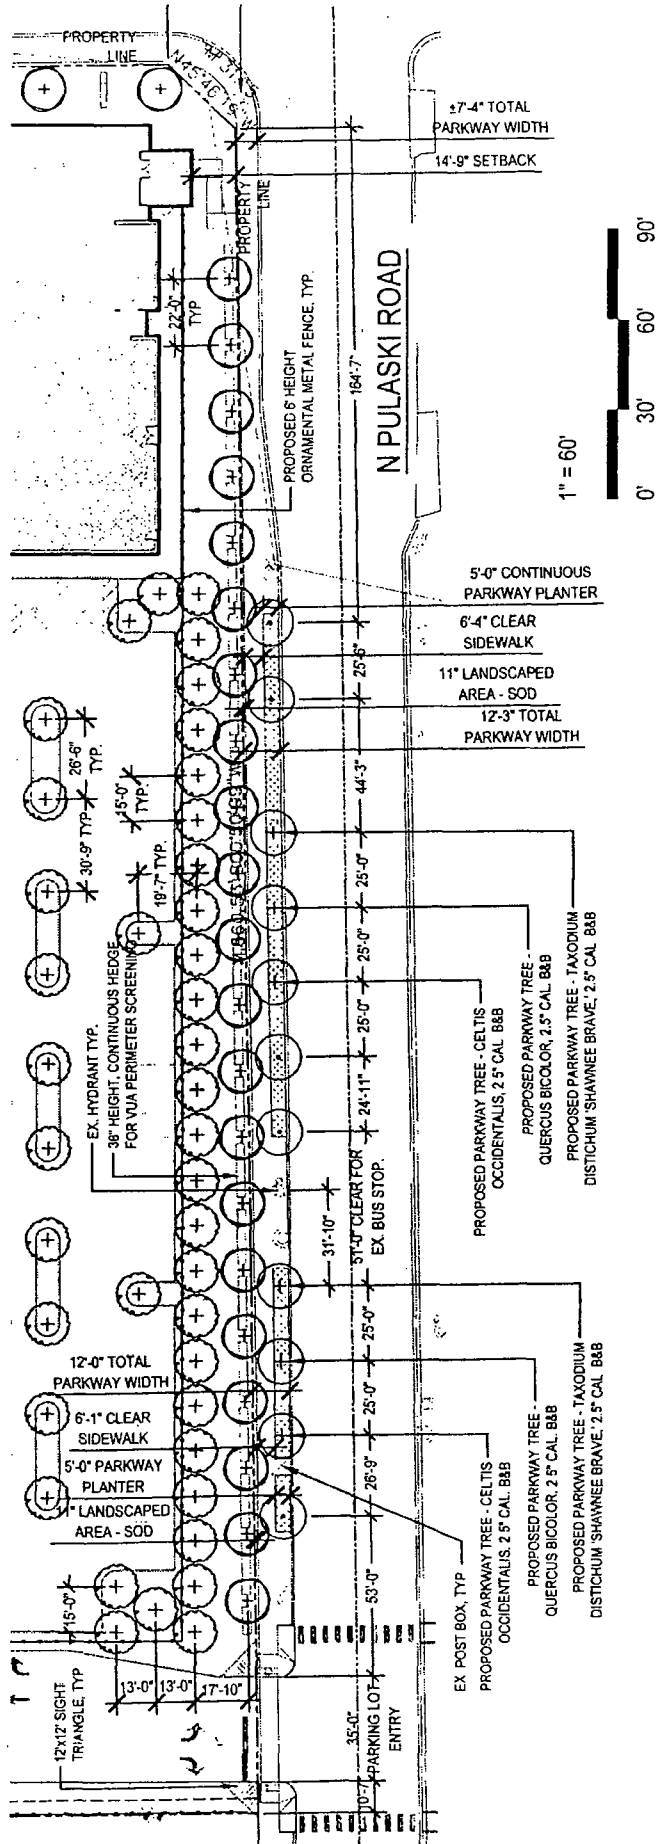 PROPERTY
LINE
±7'-4" TOTAL
PARKWAY WIDTH
14'-9" SETBACK
PROPERTY
LINE
22'-0"
TYP
PROPOSED 6' HEIGHT
ORNAMENTAL METAL FENCE, TYP.
N PULASKI ROAD
164'-7"
1" = 60'
0' 30' 60' 90'
5'-0" CONTINUOUS
PARKWAY PLANTER
6'-4" CLEAR
SIDEWALK
11" LANDSCAPED
AREA - SOD
12'-3" TOTAL
PARKWAY WIDTH
25'-6"
44'-3"
25'-0"
25'-0"
25'-0"
24'-11"
26'-6"
TYP.
15'-0"
TYP.
30'-9" TYP
19'-7" TYP.
EX. HYDRANT TYP.
36" HEIGHT, CONTINUOUS HEDGE
FOR VUA PERIMETER SCREENING
PROPOSED PARKWAY TREE - CELTIS
OCCIDENTALIS, 2 5" CAL. B&B
PROPOSED PARKWAY TREE -
QUERCUS BICOLOR, 2.5" CAL. B&B
PROPOSED PARKWAY TREE - TAXODIUM
DISTICHUM 'SHAWNEE BRAVE,' 2.5" CAL B&B
51'-0" CLEAR FOR
EX. BUS STOP.
31'-10"
25'-0"
25'-0"
26'-9"
53'-0"
12'-0" TOTAL
PARKWAY WIDTH
6'-1" CLEAR
SIDEWALK
5'-0" PARKWAY
PLANTER
11" LANDSCAPED
AREA - SOD
EX POST BOX, TYP
PROPOSED PARKWAY TREE - CELTIS
OCCIDENTALIS, 2 5" CAL. B&B
PROPOSED PARKWAY TREE -
QUERCUS BICOLOR, 2 5" CAL. B&B
PROPOSED PARKWAY TREE - TAXODIUM
DISTICHUM 'SHAWNEE BRAVE,' 2.5" CAL B&B
15'-0"
13'-0"
13'-0"
17'-10"
12'x12' SIGHT
TRIANGLE, TYP
35'-0"
PARKING LOT
ENTRY